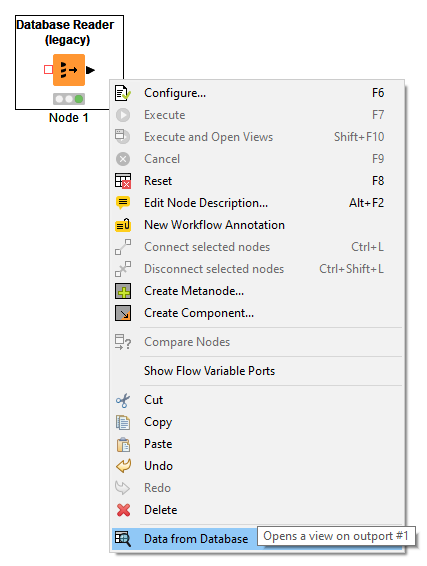 Database Reader
(legacy)
Node 1
Configure... F6
Execute F7
Execute and Open Views Shift+F10
Cancel F9
Reset F8
Edit Node Description... Alt+F2
New Workflow Annotation
Connect selected nodes Ctrl+L
Disconnect selected nodes Ctrl+Shift+L
Create Metanode...
Create Component...
Compare Nodes
Show Flow Variable Ports
Cut
Copy
Paste
Undo
Redo
Delete
Data from Database Opens a view on outport #1